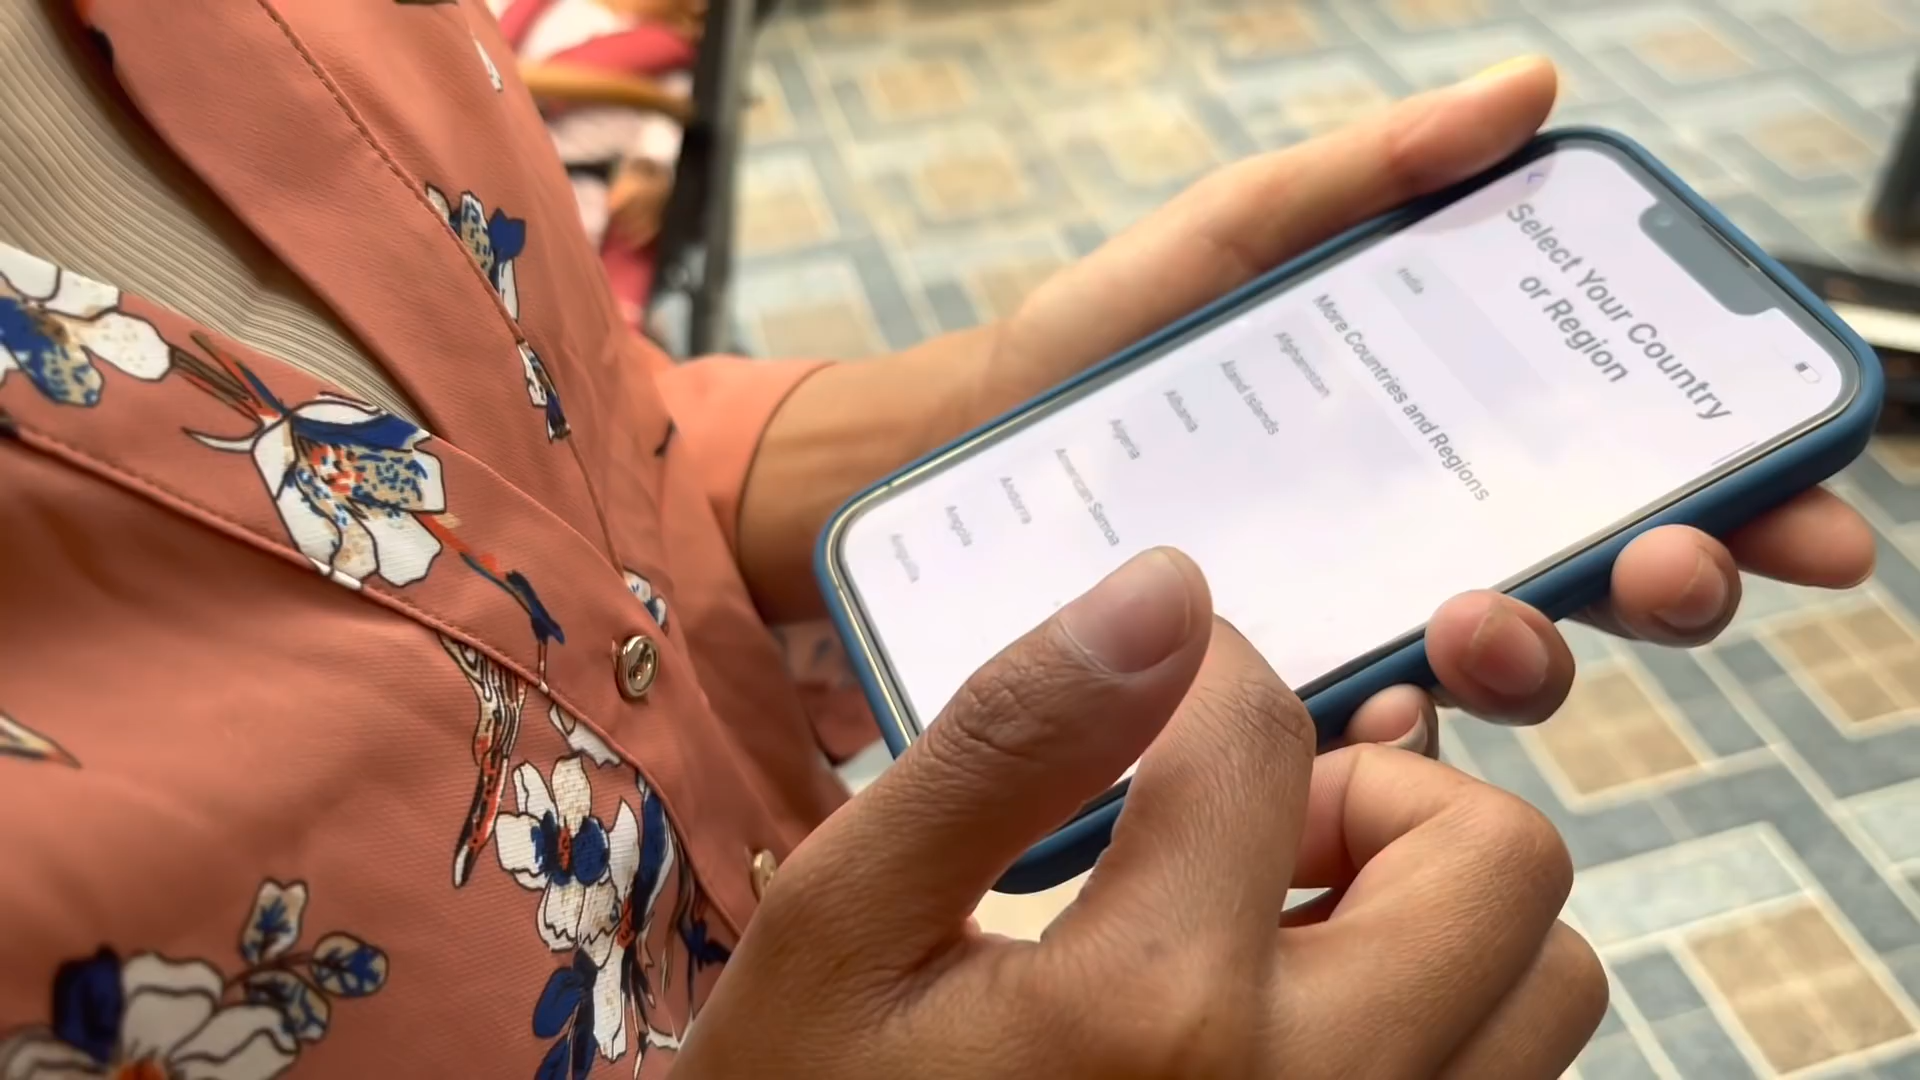 Select Your Country
or Region
India
More Countries and Regions
Afghanistan
Åland Islands
Albania
Algeria
American Samoa
Andorra
Angola
Anguilla